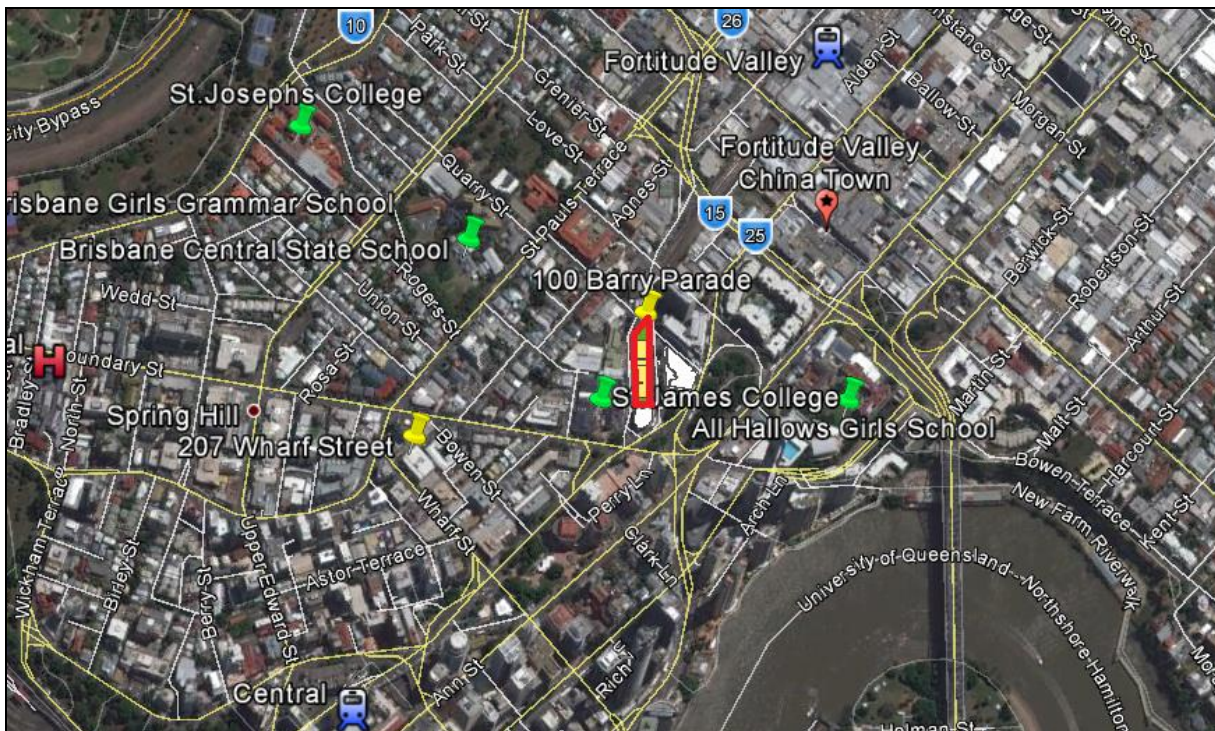 10
26
Park St
Fortitude Valley
Alden St
Ballow-St
Morgan St
City Bypass
St.Josephs College
Grenier-St
Love-St
Quarry-St
St-Pauls-Terrace
Agnes-St
Fortitude Valley
China Town
15
25
Berwick-St
Robertson-St
Arthur-St
risbane Girls Grammar School
Brisbane Central State School
Rogers-St
100 Barry Parade
Wedd-St
Union-St
Rosa-St
H
oundary-St
Bradley-St
North-St
Spring Hill
207 Wharf Street
Bowen-St
St James College
All Hallows Girls School
Martin-St
Malt-St
Harcourt-St
Kent-St
Bowen-Terrace
New Farm Riverwalk
Wharf-St
Perry-Ln
Arch-Ln
Clark-Ln
Wickham-Terrace
Birley-St
Berry-St
Upper-Edward-St
Astor-Terrace
University of Queensland - Northshore-Hamilton
Central
Ann-St
Holman-St